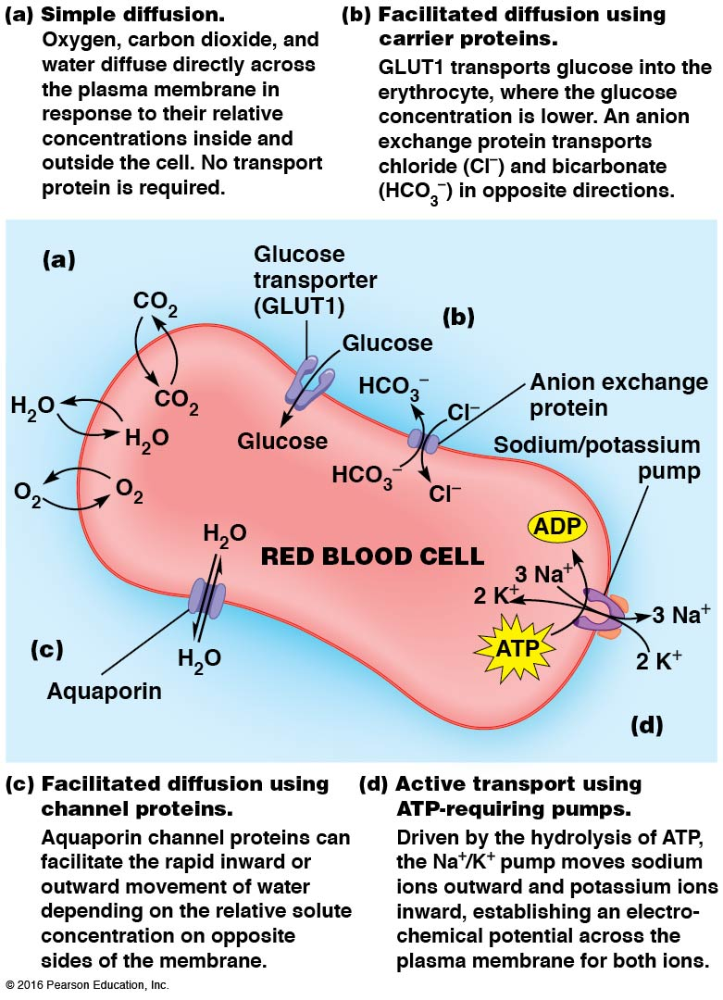 (a) Simple diffusion.
Oxygen, carbon dioxide, and
water diffuse directly across
the plasma membrane in
response to their relative
concentrations inside and
outside the cell. No transport
protein is required.
(b) Facilitated diffusion using
carrier proteins.
GLUT1 transports glucose into the
erythrocyte, where the glucose
concentration is lower. An anion
exchange protein transports
chloride (Cl⁻) and bicarbonate
(HCO₃⁻) in opposite directions.
(a)
Glucose
transporter
(GLUT1)
(b)
CO₂
CO₂
Glucose
Glucose
H₂O
H₂O
HCO₃⁻
Cl⁻
HCO₃⁻
Cl⁻
Anion exchange
protein
Sodium/potassium
pump
O₂
O₂
H₂O
RED BLOOD CELL
ADP
3 Na⁺
2 K⁺
3 Na⁺
ATP
2 K⁺
(c)
H₂O
Aquaporin
(d)
(c) Facilitated diffusion using
channel proteins.
Aquaporin channel proteins can
facilitate the rapid inward or
outward movement of water
depending on the relative solute
concentration on opposite
sides of the membrane.
(d) Active transport using
ATP-requiring pumps.
Driven by the hydrolysis of ATP,
the Na⁺/K⁺ pump moves sodium
ions outward and potassium ions
inward, establishing an electro-
chemical potential across the
plasma membrane for both ions.
© 2016 Pearson Education, Inc.